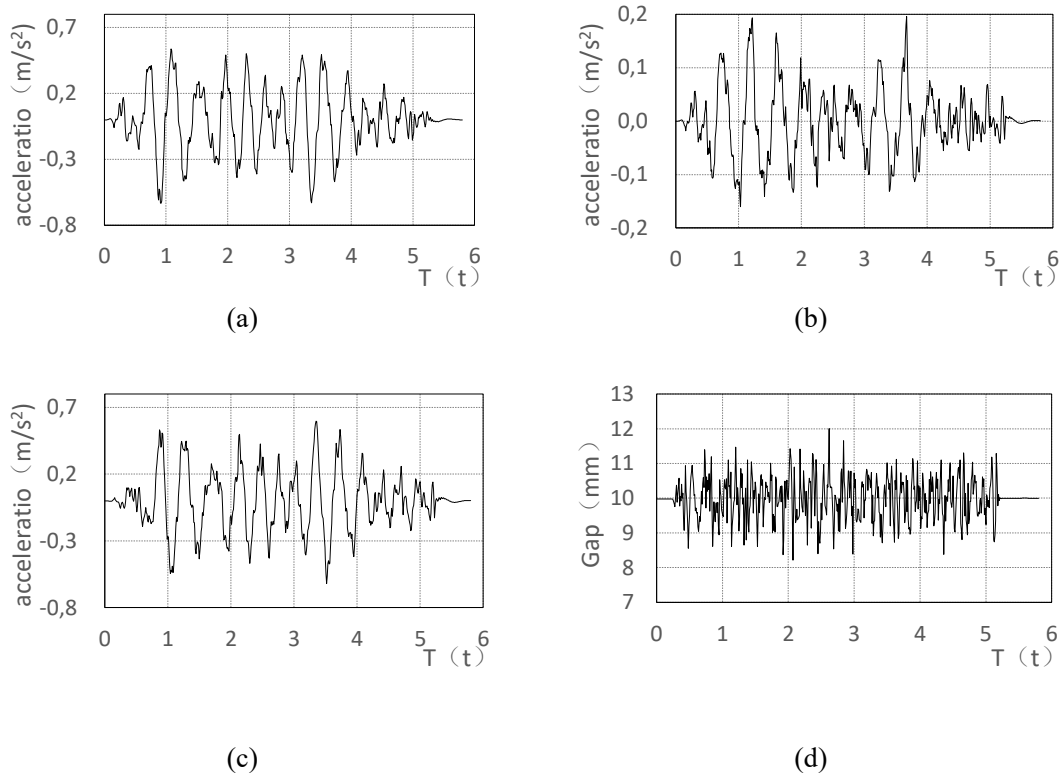 0,7
0,2
-0,3
-0,8
acceleratio（m/s²)
0 1 2 3 4 5 6
T（t）
(a)
0,2
0,1
0,0
-0,1
-0,2
acceleratio（m/s²)
0 1 2 3 4 5 6
T（t）
(b)
0,7
0,2
-0,3
-0,8
acceleratio（m/s²)
0 1 2 3 4 5 6
T（t）
(c)
13
12
11
10
9
8
7
Gap（mm）
0 1 2 3 4 5 6
T（t）
(d)